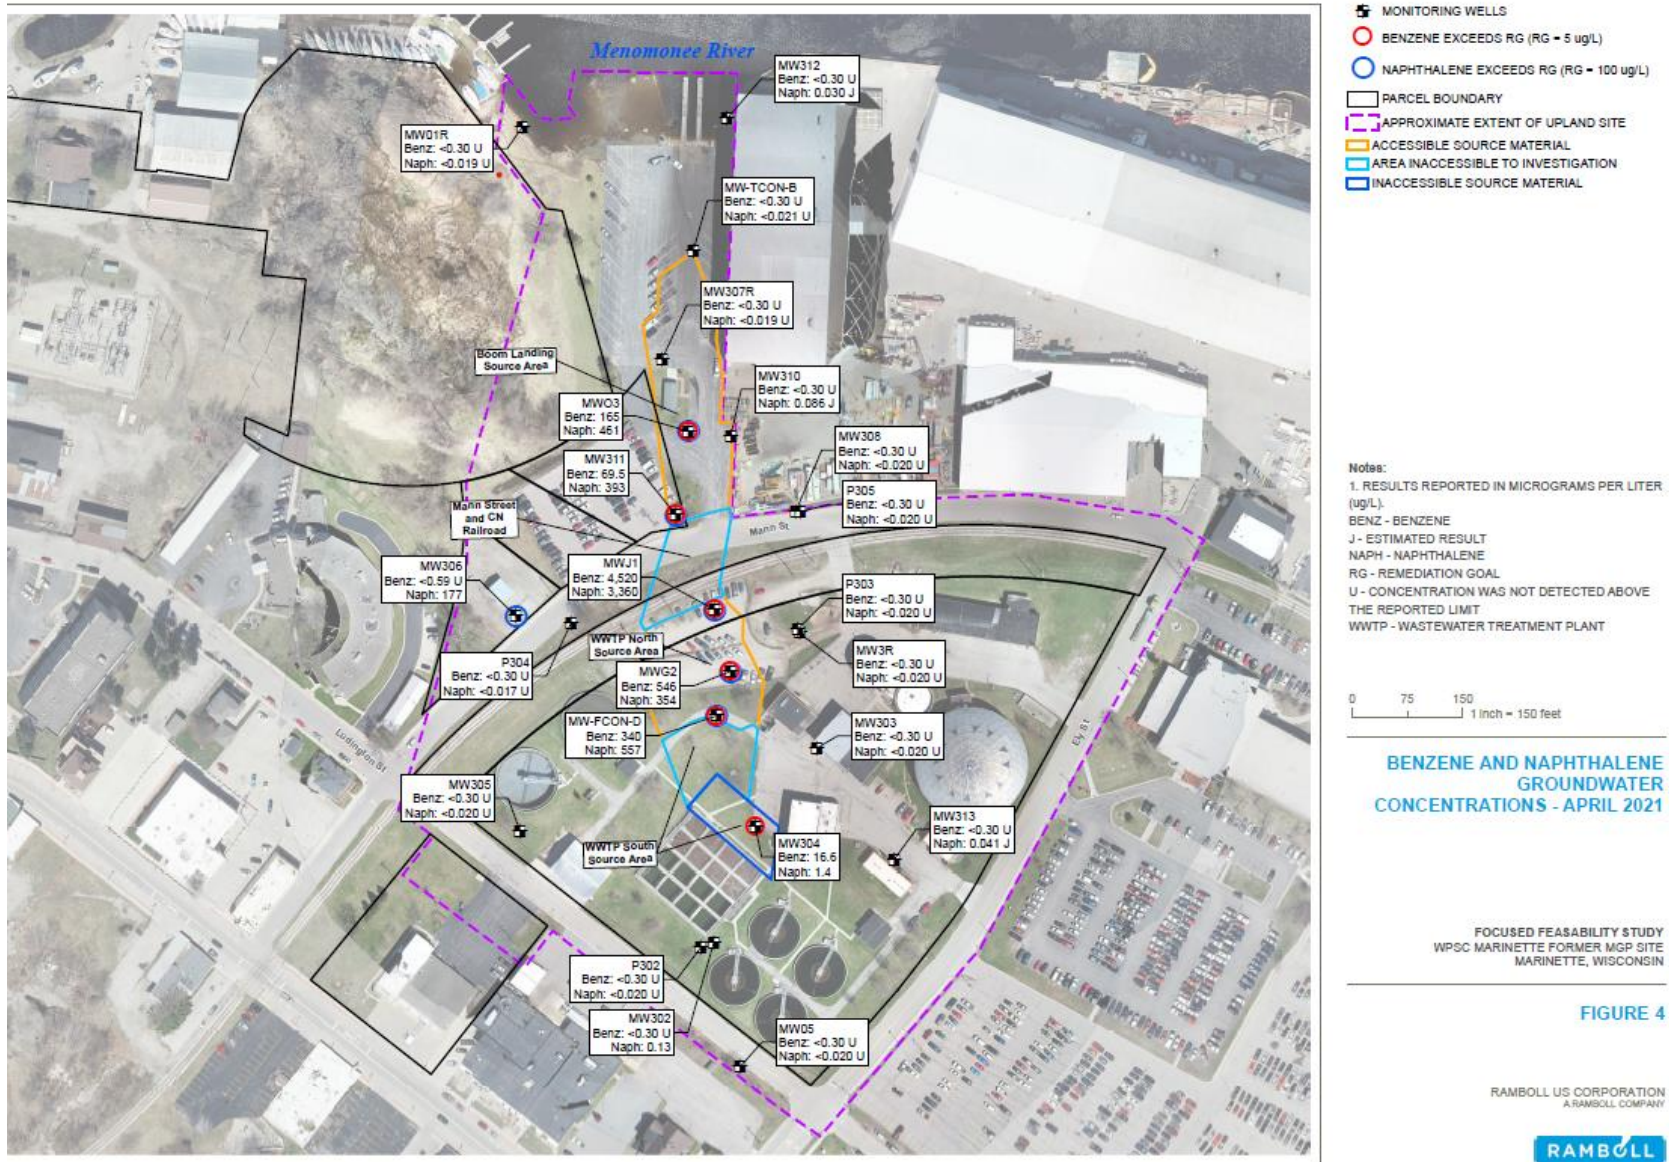 Menomonee River
MW312
Benz: <0.30 U
Naph: 0.030 J
MW01R
Benz: <0.30 U
Naph: <0.019 U
MW-TCON-B
Benz: <0.30 U
Naph: <0.021 U
MW307R
Benz: <0.30 U
Naph: <0.019 U
Boom Landing
Source Area
MW310
Benz: <0.30 U
Naph: 0.086 J
MWO3
Benz: 165
Naph: 461
MW308
Benz: <0.30 U
Naph: <0.020 U
MW311
Benz: 69.5
Naph: 393
P305
Benz: <0.30 U
Naph: <0.020 U
Mann Street
and CN
Railroad
Mann St
MW306
Benz: <0.59 U
Naph: 177
MWJ1
Benz: 4,520
Naph: 3,360
P303
Benz: <0.30 U
Naph: <0.020 U
WWTP North
Source Area
MW3R
Benz: <0.30 U
Naph: <0.020 U
P304
Benz: <0.30 U
Naph: <0.017 U
MWG2
Benz: 546
Naph: 354
MW-FCON-D
Benz: 340
Naph: 557
MW303
Benz: <0.30 U
Naph: <0.020 U
Ludington St
Ely St
MW305
Benz: <0.30 U
Naph: <0.020 U
MW313
Benz: <0.30 U
Naph: 0.041 J
WWTP South
Source Area
MW304
Benz: 16.6
Naph: 1.4
P302
Benz: <0.30 U
Naph: <0.020 U
MW302
Benz: <0.30 U
Naph: 0.13
MW05
Benz: <0.30 U
Naph: <0.020 U
MONITORING WELLS
BENZENE EXCEEDS RG (RG = 5 ug/L)
NAPHTHALENE EXCEEDS RG (RG = 100 ug/L)
PARCEL BOUNDARY
APPROXIMATE EXTENT OF UPLAND SITE
ACCESSIBLE SOURCE MATERIAL
AREA INACCESSIBLE TO INVESTIGATION
INACCESSIBLE SOURCE MATERIAL
Notes:
1. RESULTS REPORTED IN MICROGRAMS PER LITER
(ug/L).
BENZ - BENZENE
J - ESTIMATED RESULT
NAPH - NAPHTHALENE
RG - REMEDIATION GOAL
U - CONCENTRATION WAS NOT DETECTED ABOVE
THE REPORTED LIMIT
WWTP - WASTEWATER TREATMENT PLANT
0 75 150
1 Inch = 150 feet
BENZENE AND NAPHTHALENE
GROUNDWATER
CONCENTRATIONS - APRIL 2021
FOCUSED FEASABILITY STUDY
WPSC MARINETTE FORMER MGP SITE
MARINETTE, WISCONSIN
FIGURE 4
RAMBOLL US CORPORATION
A RAMBOLL COMPANY
RAMBOLL